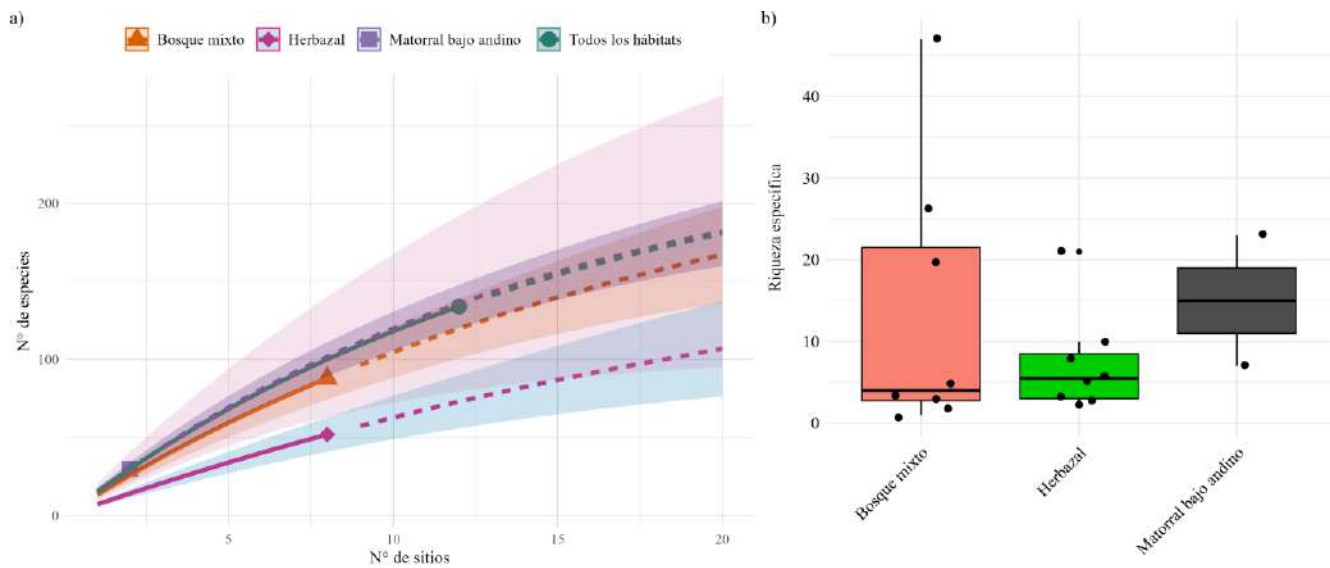 a)
Bosque mixto Herbazal Matorral bajo andino Todos los hábitats
N° de especies
200
100
0
5 10 15 20
N° de sitios
b)
Riqueza específica
40
30
20
10
0
Bosque mixto
Herbazal
Matorral bajo andino